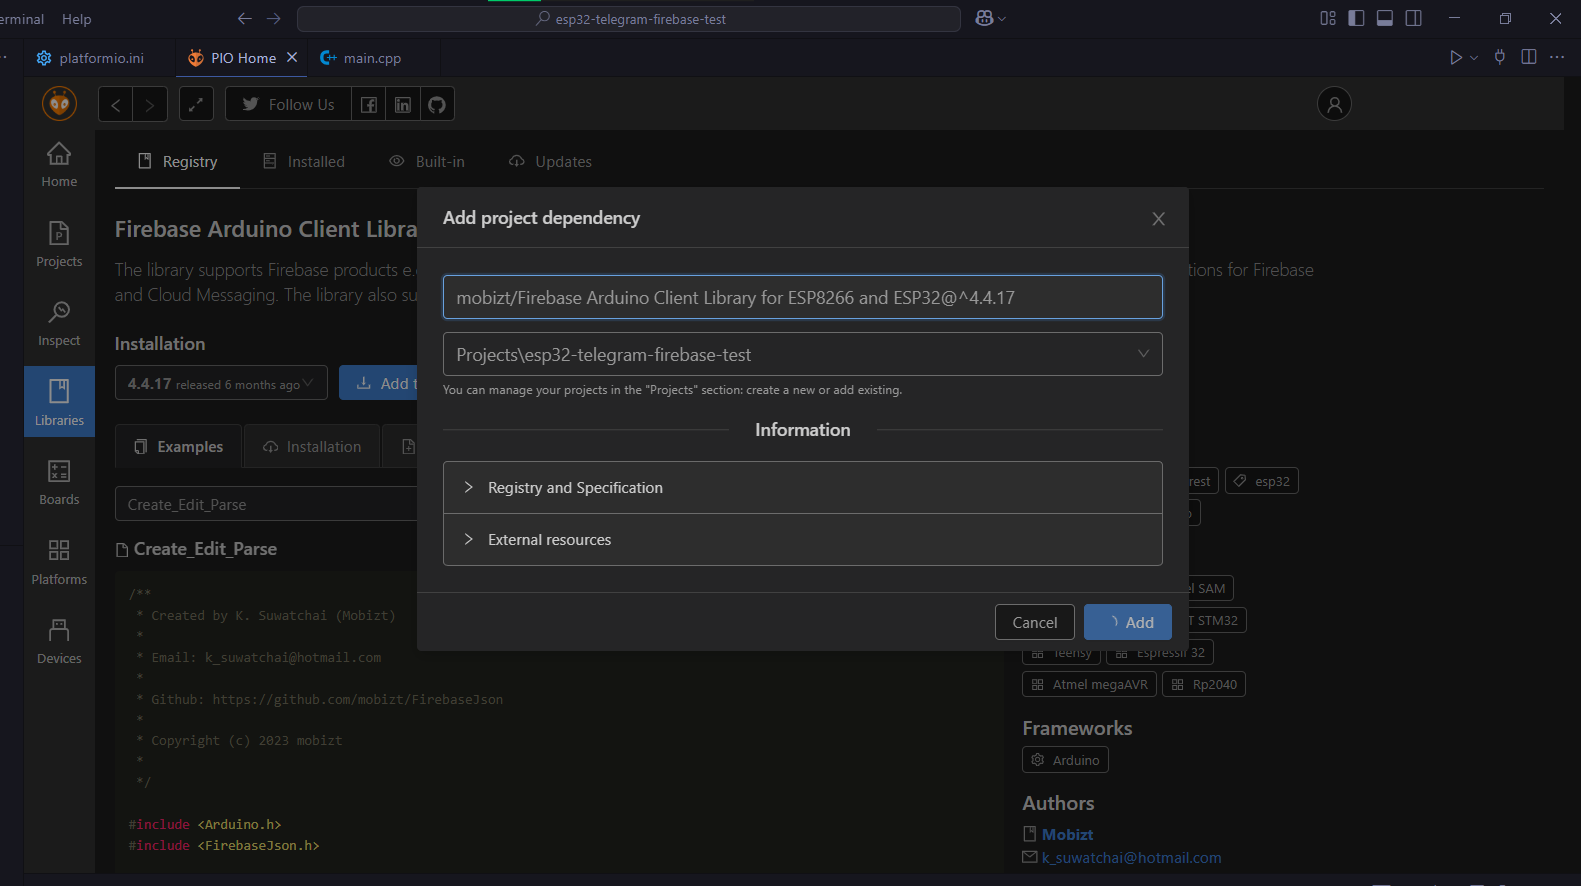 erminal Help esp32-telegram-firebase-test
platformio.ini PIO Home main.cpp
Follow Us
Registry Installed Built-in Updates
Home
Projects
Inspect
Libraries
Boards
Platforms
Devices
Firebase Arduino Client Libra
The library supports Firebase products e. tions for Firebase
and Cloud Messaging. The library also su
Installation
4.4.17 released 6 months ago Add t
Examples Installation
Create_Edit_Parse
Create_Edit_Parse
/**
* Created by K. Suwatchai (Mobizt)
*
* Email: k_suwatchai@hotmail.com
*
* Github: https://github.com/mobizt/FirebaseJson
*
* Copyright (c) 2023 mobizt
*
*/
#include <Arduino.h>
#include <FirebaseJson.h>
Add project dependency
mobizt/Firebase Arduino Client Library for ESP8266 and ESP32@^4.4.17
Projects\esp32-telegram-firebase-test
You can manage your projects in the "Projects" section: create a new or add existing.
Information
Registry and Specification
External resources
Cancel Add
rest esp32
el SAM
T STM32
Teensy Espressif 32
Atmel megaAVR Rp2040
Frameworks
Arduino
Authors
Mobizt
k_suwatchai@hotmail.com